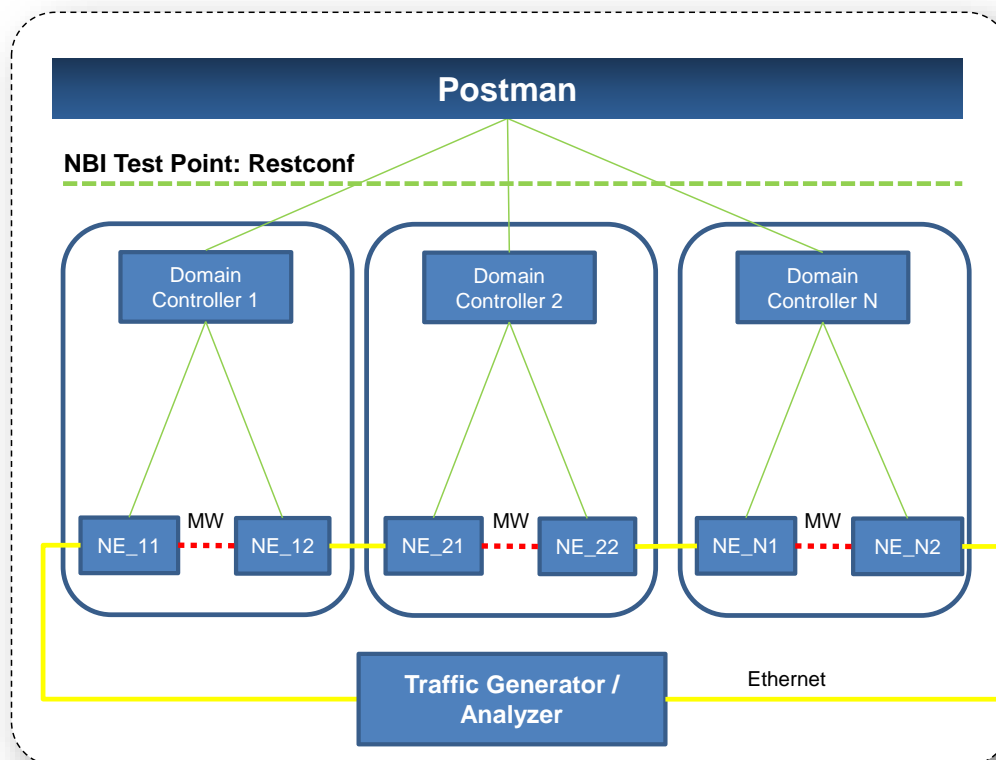 Postman
NBI Test Point: Restconf
Domain
Controller 1
Domain
Controller 2
Domain
Controller N
MW
MW
MW
NE_11
NE_12
NE_21
NE_22
NE_N1
NE_N2
Traffic Generator /
Analyzer
Ethernet